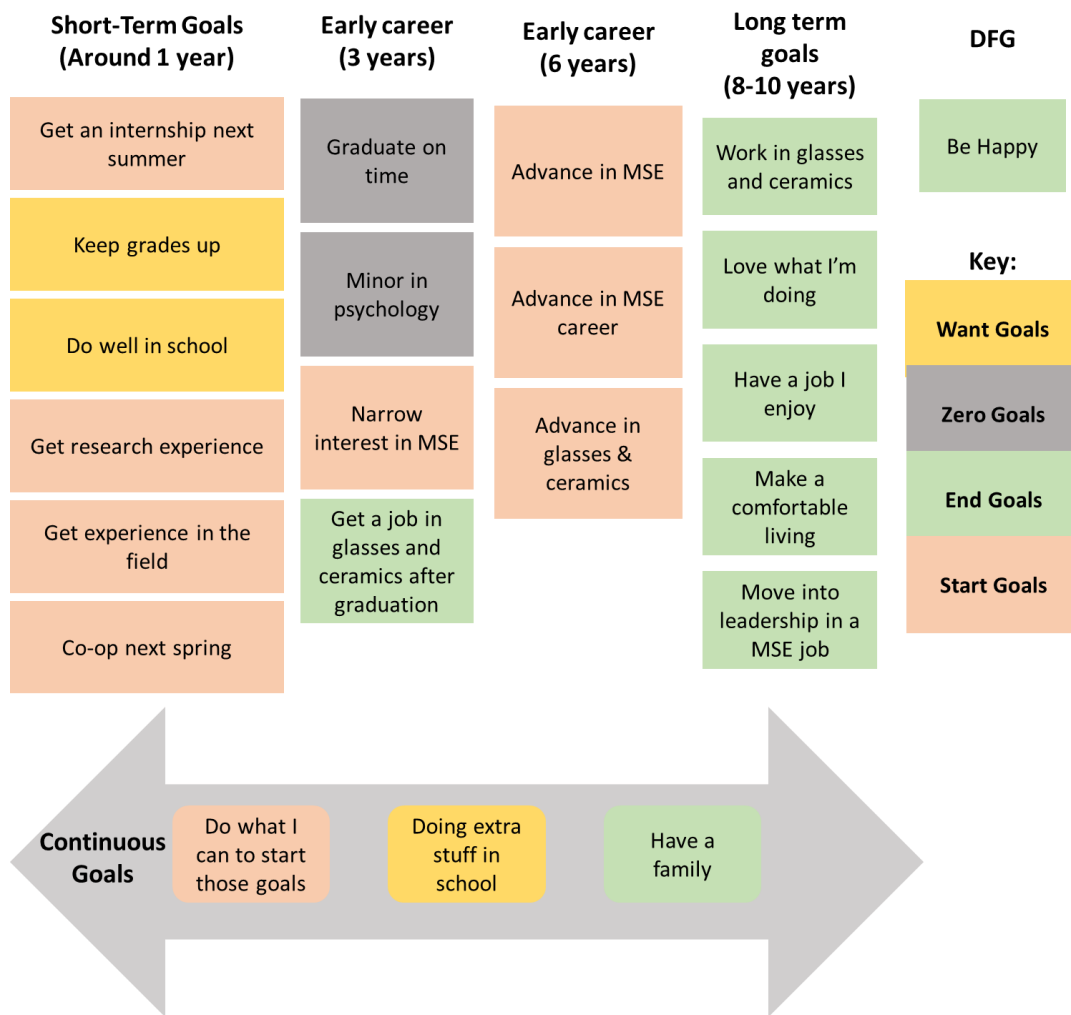 Short-Term Goals
(Around 1 year)
Get an internship next
summer
Keep grades up
Do well in school
Get research experience
Get experience in the
field
Co-op next spring
Early career
(3 years)
Graduate on
time
Minor in
psychology
Narrow
interest in MSE
Get a job in
glasses and
ceramics after
graduation
Early career
(6 years)
Advance in MSE
Advance in MSE
career
Advance in
glasses &
ceramics
Long term
goals
(8-10 years)
Work in glasses
and ceramics
Love what I’m
doing
Have a job I
enjoy
Make a
comfortable
living
Move into
leadership in a
MSE job
DFG
Be Happy
Key:
Want Goals
Zero Goals
End Goals
Start Goals
Continuous
Goals
Do what I
can to start
those goals
Doing extra
stuff in
school
Have a
family